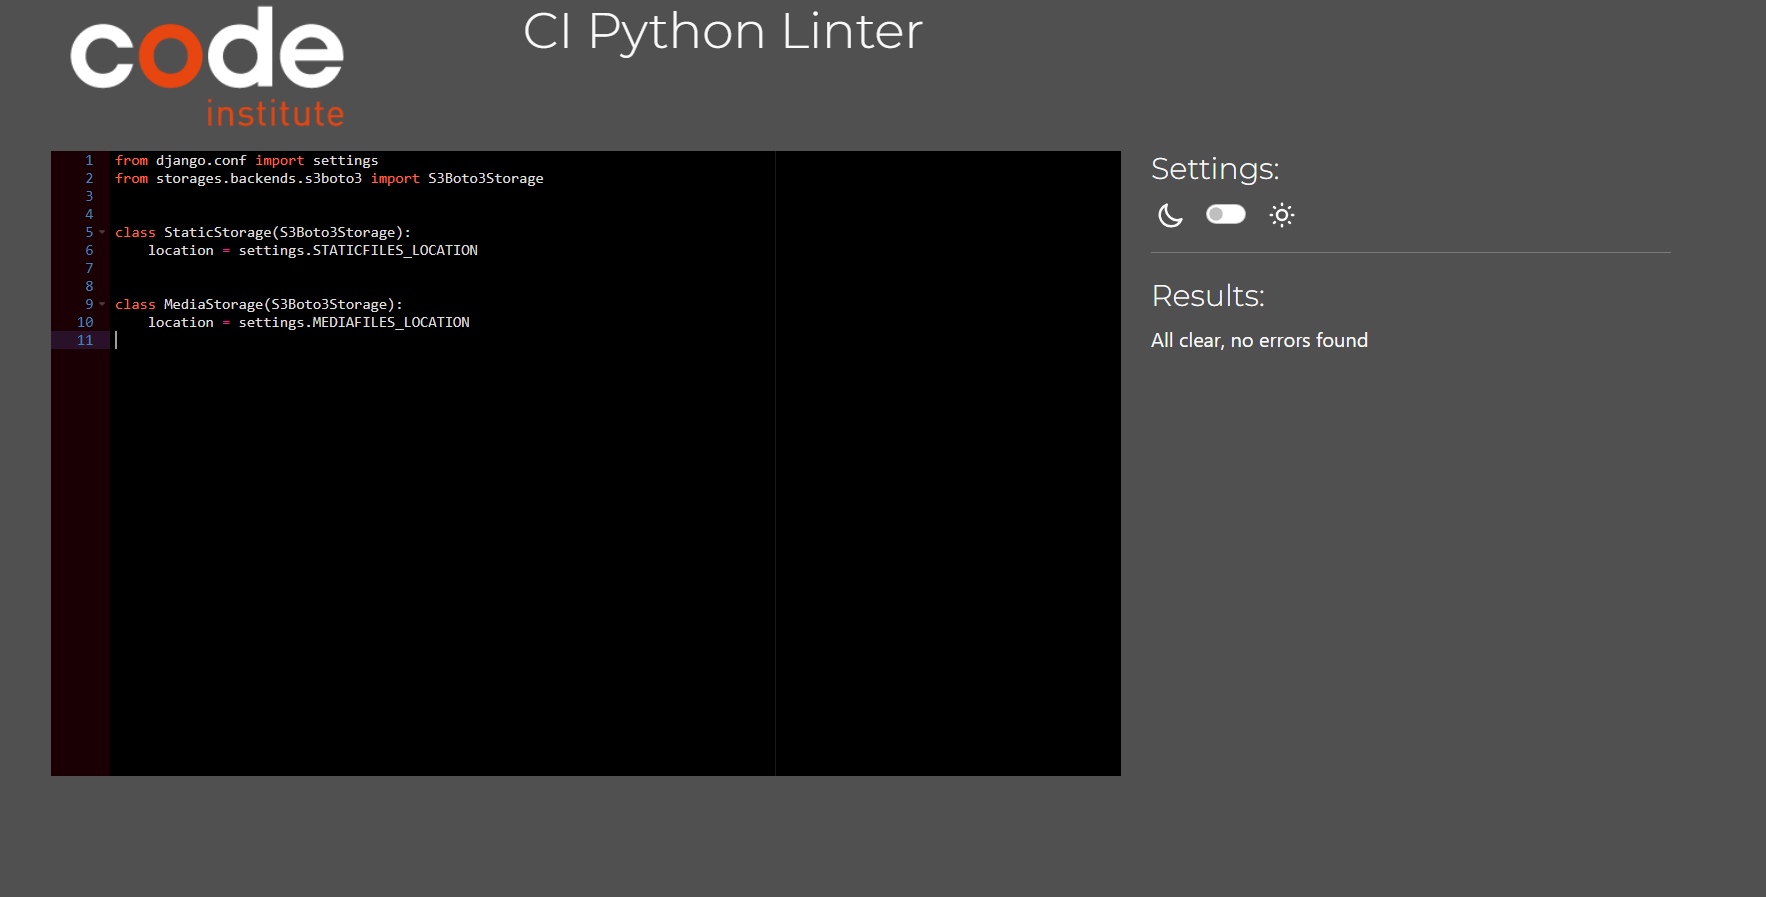 code
institute
CI Python Linter
1 from django.conf import settings
2 from storages.backends.s3boto3 import S3Boto3Storage
3
4
5 class StaticStorage(S3Boto3Storage):
6     location = settings.STATICFILES_LOCATION
7
8
9 class MediaStorage(S3Boto3Storage):
10     location = settings.MEDIAFILES_LOCATION
11
Settings:
Results:
All clear, no errors found